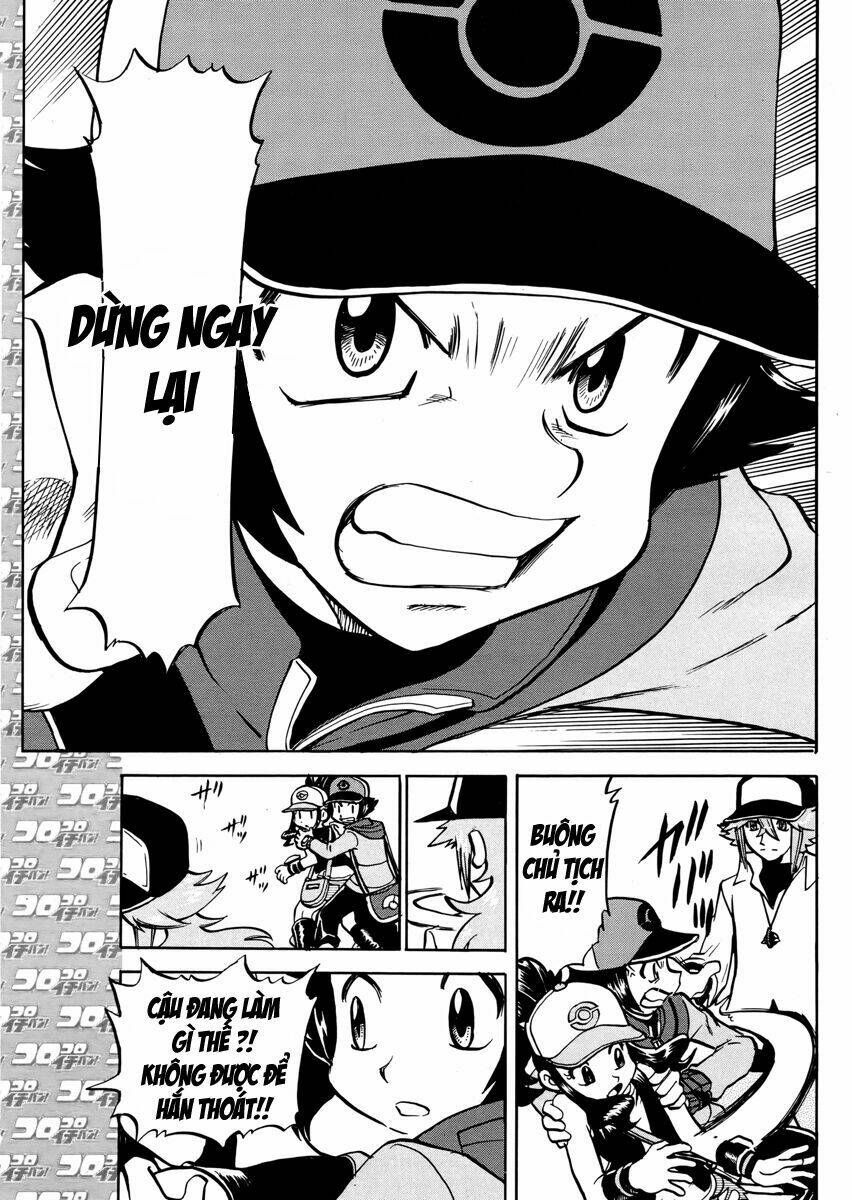 DỪNG NGAY
LẠI
BUÔNG
CHỦ TỊCH
RA!!
CẬU ĐANG LÀM
GÌ THẾ ?!
KHÔNG ĐƯỢC ĐỂ
HẮN THOÁT!!